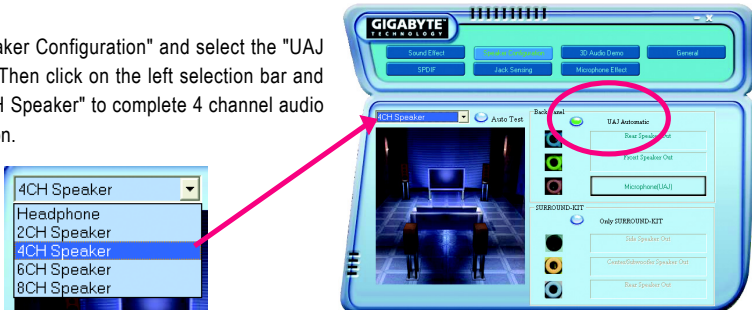 aker Configuration" and select the "UAJ
Then click on the left selection bar and
H Speaker" to complete 4 channel audio
on.
4CH Speaker
Headphone
2CH Speaker
4CH Speaker
6CH Speaker
8CH Speaker
GIGABYTE
TECHNOLOGY
Sound Effect
Speaker Configuration
3D Audio Demo
General
SPDIF
Jack Sensing
Microphone Effect
4CH Speaker
Auto Test
Back Panel
UAJ Automatic
Rear Speaker Out
Front Speaker Out
Microphone(UAJ)
SURROUND-KIT
Only SURROUND-KIT
Side Speaker Out
Center/Subwoofer Speaker Out
Rear Speaker Out